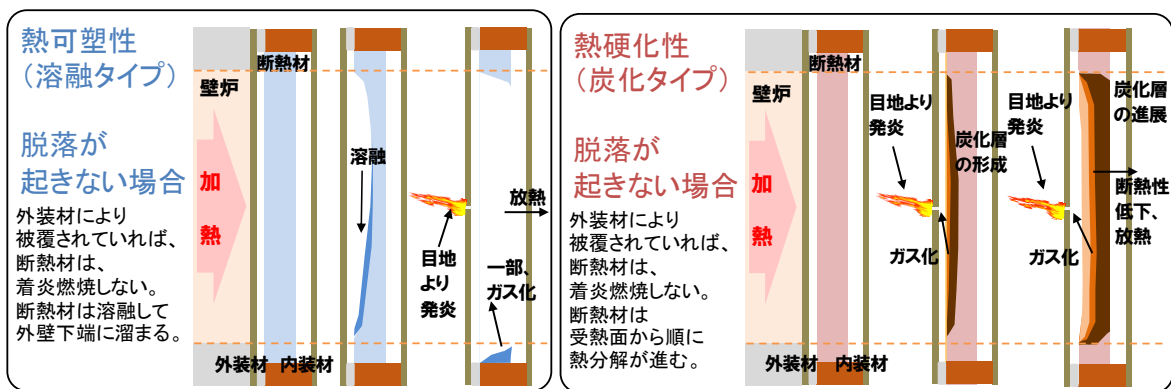 熱可塑性
（溶融タイプ）
脱落が
起きない場合
外装材により
被覆されていれば、
断熱材は、
着炎燃焼しない。
断熱材は溶融して
外壁下端に溜まる。
断熱材
壁炉
加
熱
外装材 内装材
溶融
目地
より
発炎
放熱
一部、
ガス化
熱硬化性
（炭化タイプ）
脱落が
起きない場合
外装材により
被覆されていれば、
断熱材は、
着炎燃焼しない。
断熱材は
受熱面から順に
熱分解が進む。
断熱材
壁炉
加
熱
外装材 内装材
目地より
発炎
炭化層
の形成
ガス化
目地より
発炎
ガス化
炭化層
の進展
断熱性
低下、
放熱